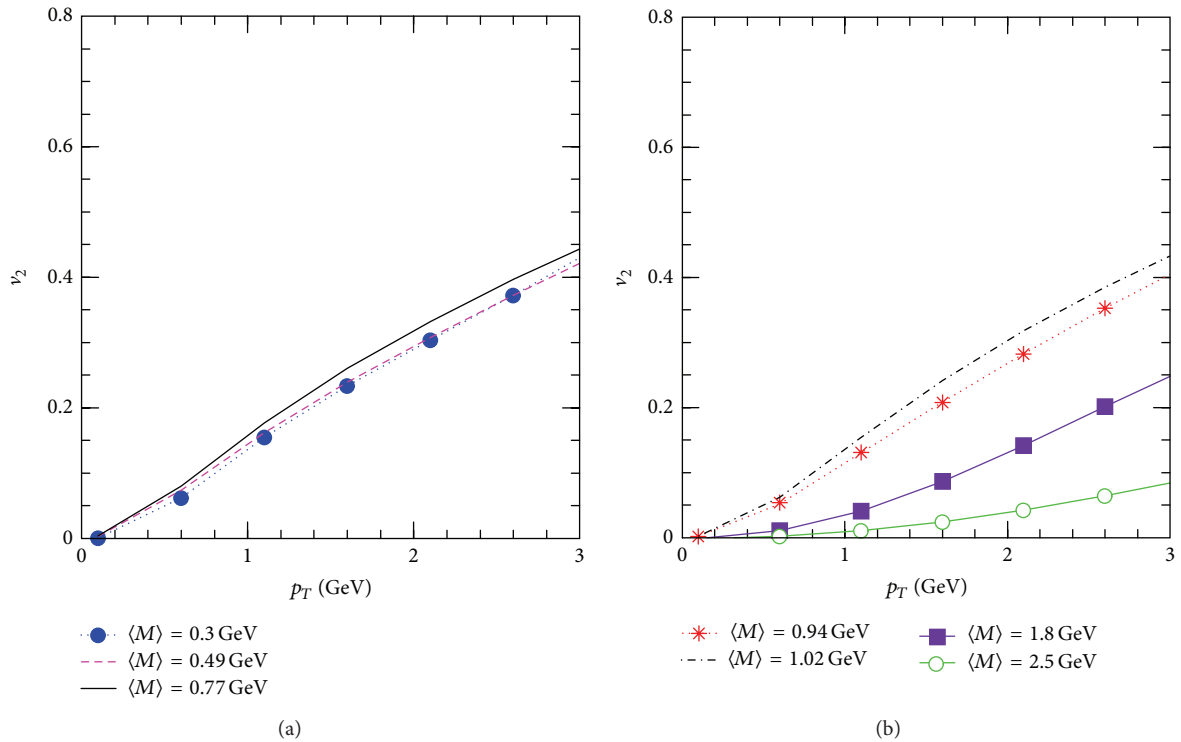 0.8
0.6
0.4
0.2
0
v₂
0 1 2 3
p_T (GeV)
⟨M⟩ = 0.3 GeV
⟨M⟩ = 0.49 GeV
⟨M⟩ = 0.77 GeV
(a)
0.8
0.6
0.4
0.2
0
v₂
0 1 2 3
p_T (GeV)
⟨M⟩ = 0.94 GeV
⟨M⟩ = 1.02 GeV
⟨M⟩ = 1.8 GeV
⟨M⟩ = 2.5 GeV
(b)